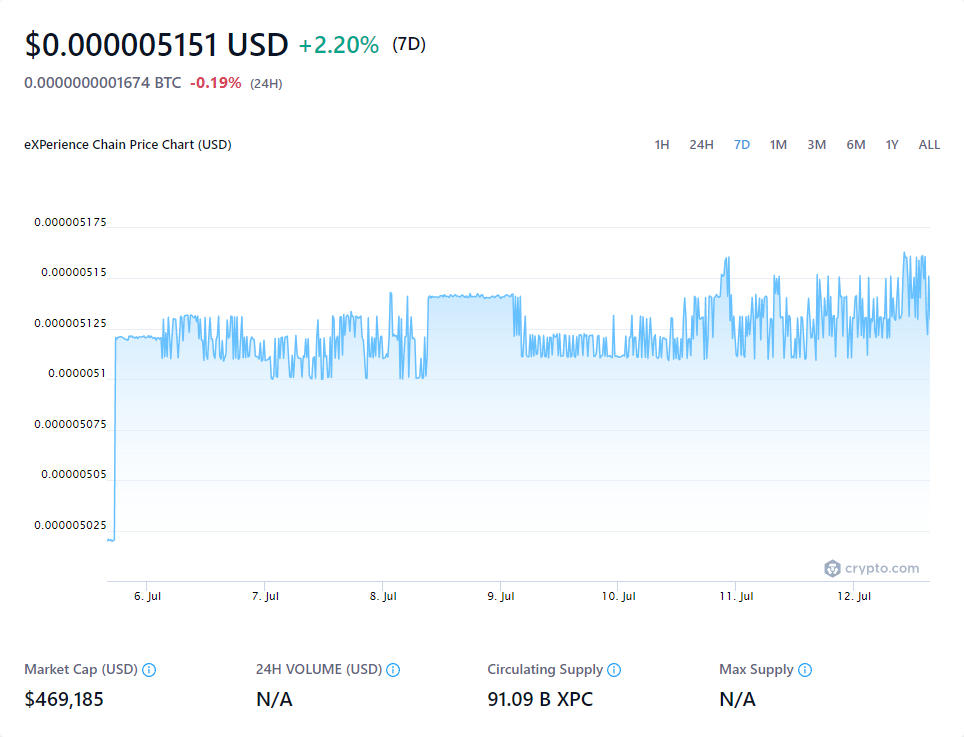 $0.000005151 USD +2.20% (7D)
0.0000000001674 BTC -0.19% (24H)
eXPerience Chain Price Chart (USD) 1H 24H 7D 1M 3M 6M 1Y ALL
0.000005175
0.00000515
0.000005125
0.0000051
0.000005075
0.00000505
0.000005025
crypto.com
6. Jul 7. Jul 8. Jul 9. Jul 10. Jul 11. Jul 12. Jul
Market Cap (USD) 24H VOLUME (USD) Circulating Supply Max Supply
$469,185 N/A 91.09 B XPC N/A